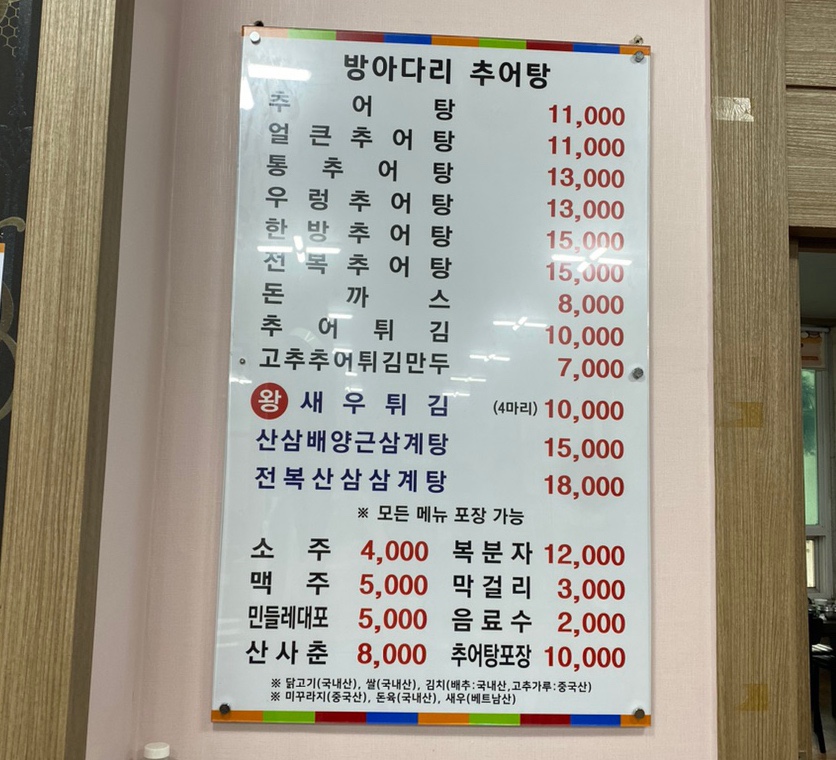 방아다리 추어탕
추어탕 11,000
얼큰추어탕 11,000
통추어탕 13,000
우렁추어탕 13,000
한방추어탕 15,000
전복추어탕 15,000
돈까스 8,000
추어튀김 10,000
고추추어튀김만두 7,000
왕 새우튀김 (4마리) 10,000
산삼배양근삼계탕 15,000
전복산삼삼계탕 18,000
※ 모든 메뉴 포장 가능
소주 4,000 복분자 12,000
맥주 5,000 막걸리 3,000
민들레대포 5,000 음료수 2,000
산사춘 8,000 추어탕포장 10,000
※ 닭고기(국내산), 쌀(국내산), 김치(배추:국내산,고추가루:중국산)
※ 미꾸라지(중국산), 돈육(국내산), 새우(베트남산)